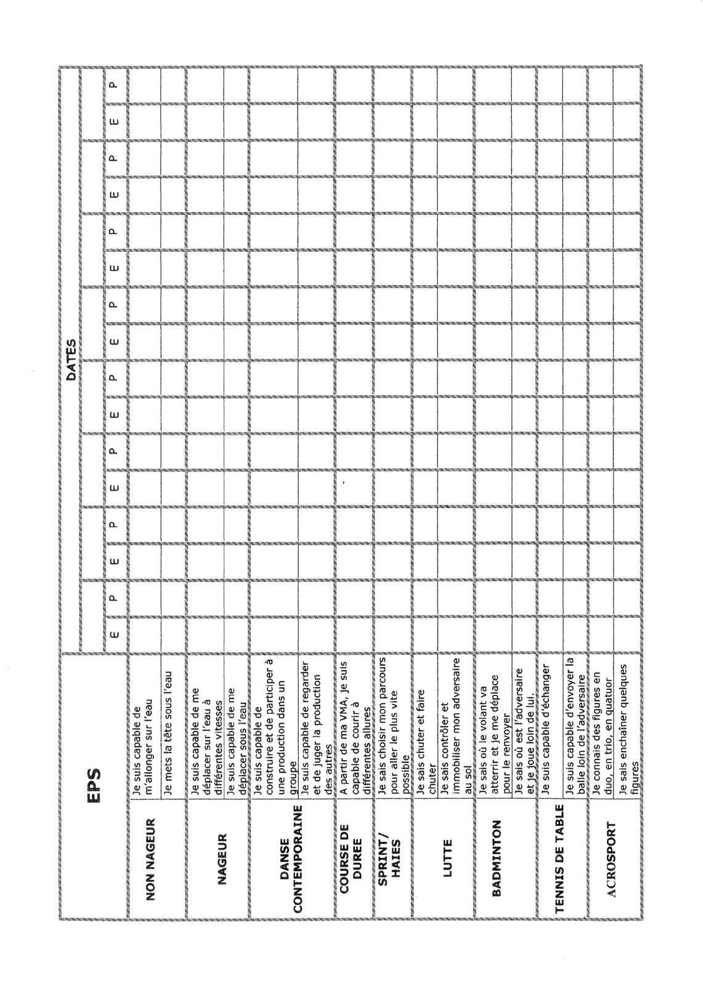 EPS
DATES
E P E P E P E P E P E P E P E P
NON NAGEUR
Je suis capable de
m'allonger sur l'eau
Je mets la tête sous l'eau
NAGEUR
Je suis capable de me
déplacer sur l'eau à
différentes vitesses
Je suis capable de me
déplacer sous l'eau
DANSE
CONTEMPORAINE
Je suis capable de
construire et de participer à
une production dans un
groupe
Je suis capable de regarder
et de juger la production
des autres
COURSE DE
DUREE
A partir de ma VMA, je suis
capable de courir à
différentes allures
SPRINT/
HAIES
Je sais choisir mon parcours
pour aller le plus vite
possible
LUTTE
Je sais chuter et faire
chuter
Je sais contrôler et
immobiliser mon adversaire
au sol
BADMINTON
Je sais où le volant va
atterrir et je me déplace
pour le renvoyer
Je sais où est l'adversaire
et je joue loin de lui.
TENNIS DE TABLE
Je suis capable d'échanger
Je suis capable d'envoyer la
balle loin de l'adversaire
ACROSPORT
Je connais des figures en
duo, en trio, en quatuor
Je sais enchaîner quelques
figures